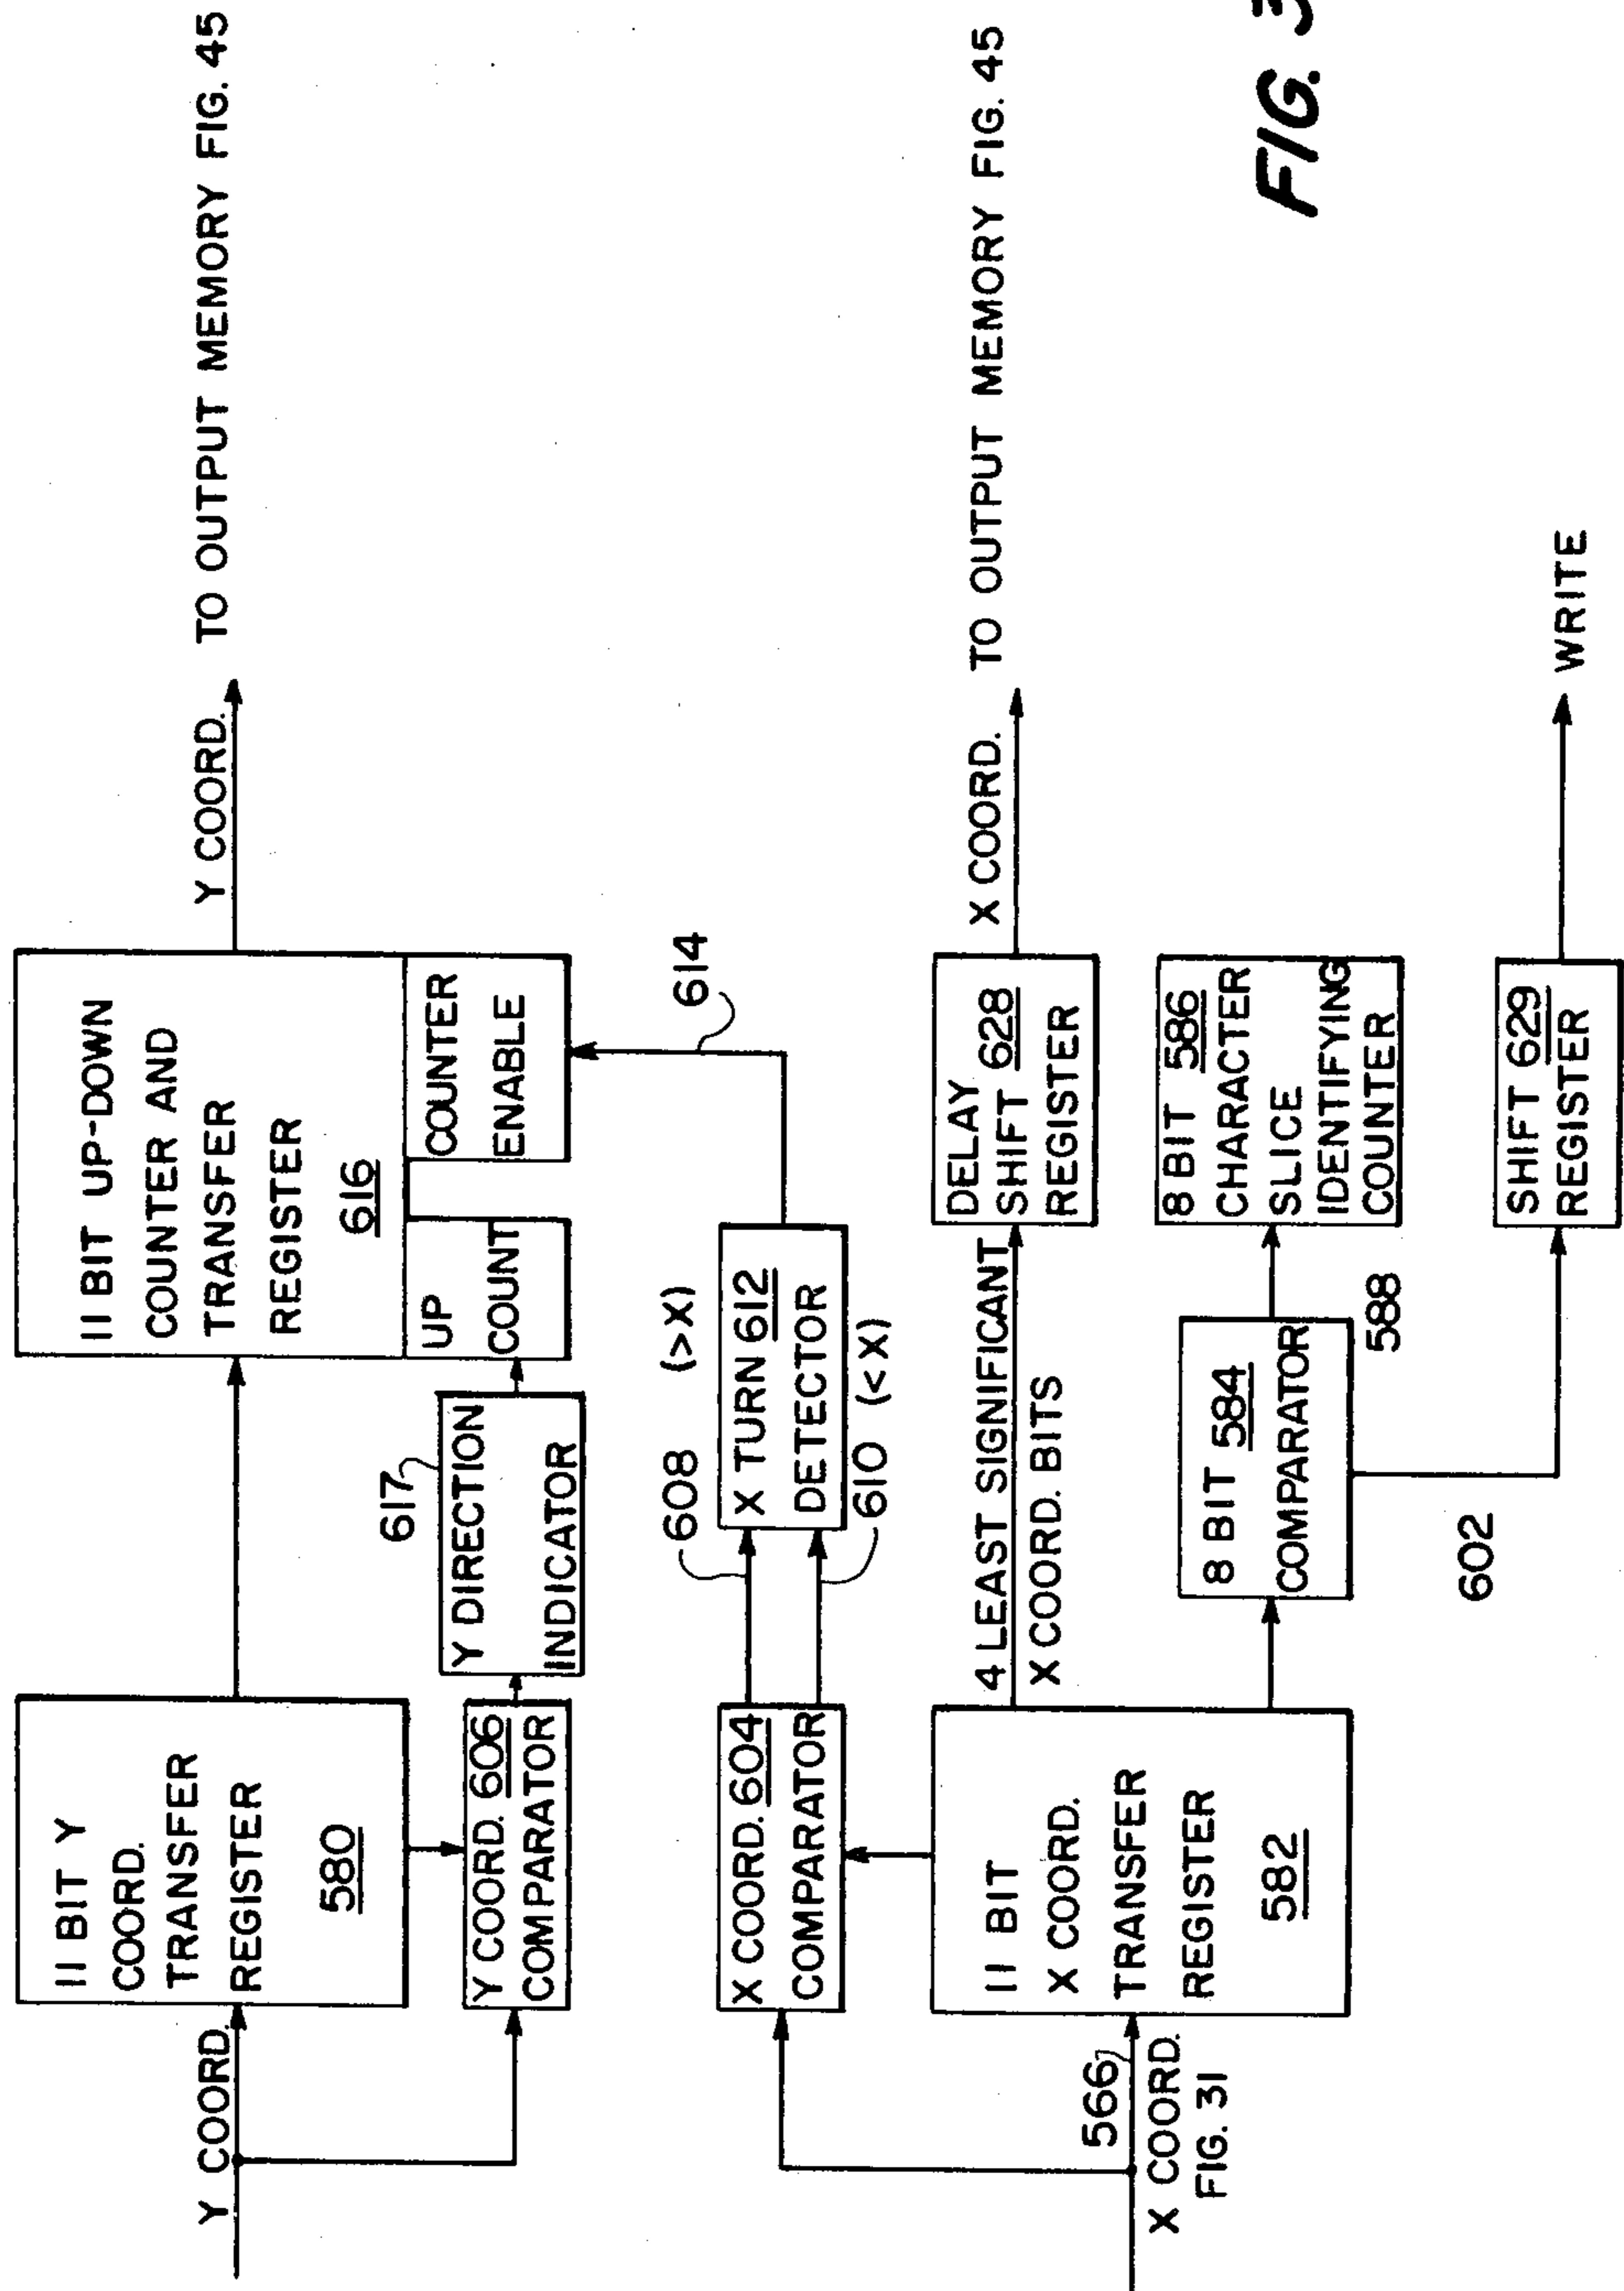 Y COORD.
11 BIT Y
COORD.
TRANSFER
REGISTER
580
11 BIT UP-DOWN
COUNTER AND
TRANSFER
REGISTER
616
Y COORD.
TO OUTPUT MEMORY FIG. 45
Y COORD. 606
COMPARATOR
617
Y DIRECTION
INDICATOR
UP
COUNT
COUNTER
ENABLE
614
608
(>X)
X COORD. 604
COMPARATOR
X TURN 612
DETECTOR
610 (<X)
566
X COORD.
FIG. 31
11 BIT
X COORD.
TRANSFER
REGISTER
582
4 LEAST SIGNIFICANT
X COORD. BITS
DELAY
SHIFT 628
REGISTER
X COORD.
TO OUTPUT MEMORY FIG. 45
8 BIT 584
COMPARATOR
588
8 BIT 586
CHARACTER
SLICE
IDENTIFYING
COUNTER
602
SHIFT 629
REGISTER
WRITE
FIG.